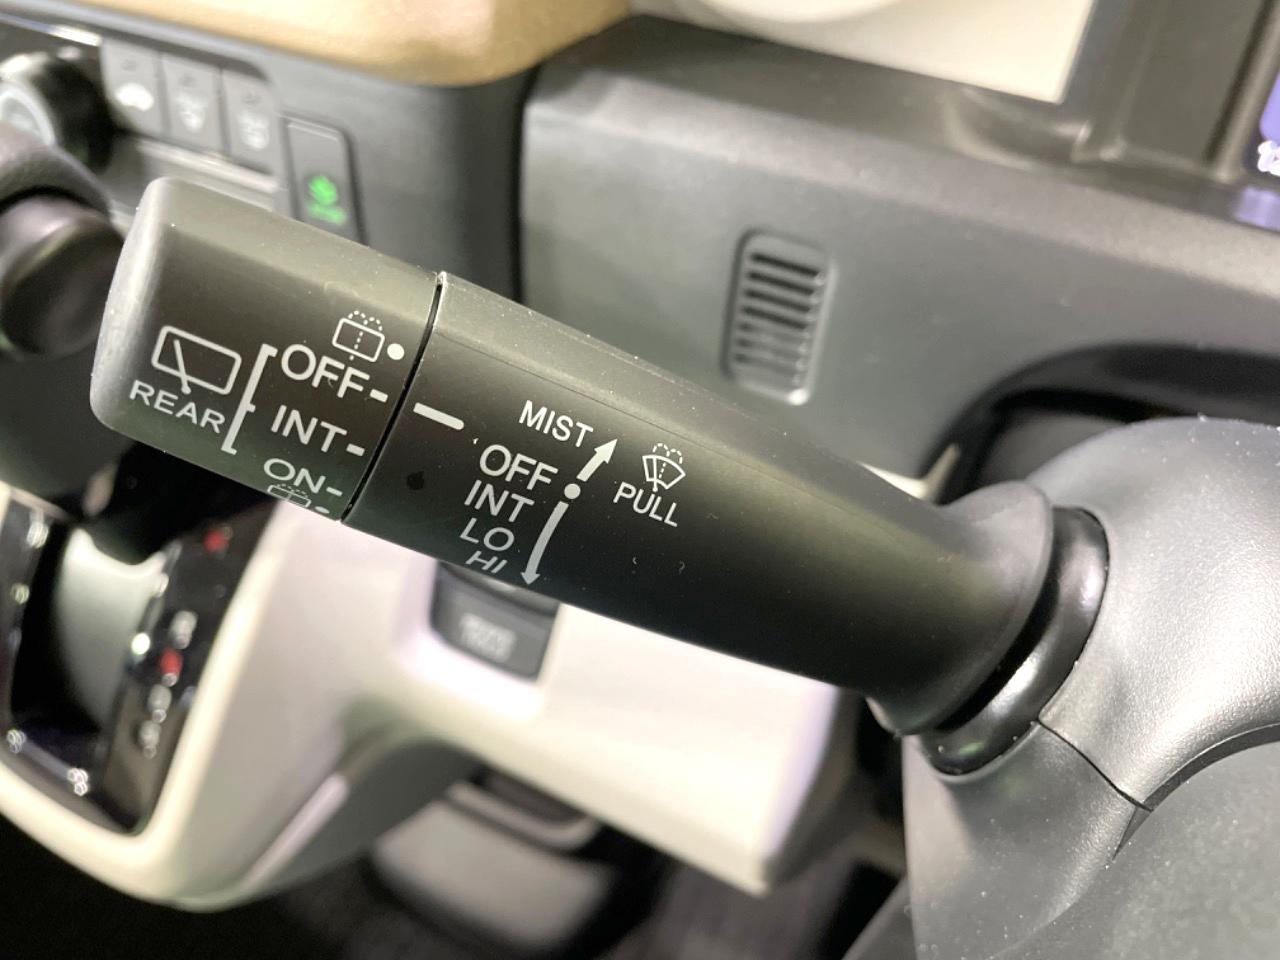 REAR
OFF
INT
ON
MIST
OFF
INT
LO
HI
PULL